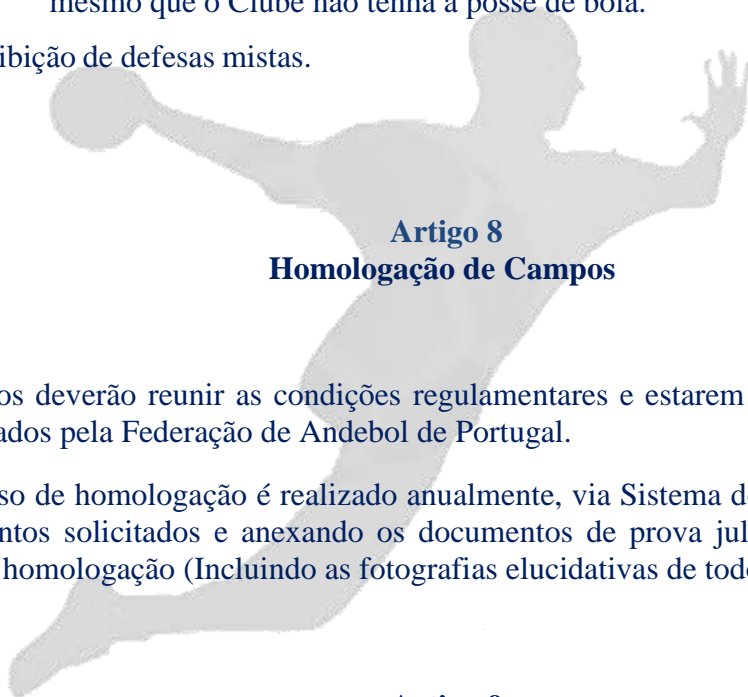 mesmo que o Clube não tenha a posse de bola.
ibição de defesas mistas.
Artigo 8
Homologação de Campos
os deverão reunir as condições regulamentares e estarem
ados pela Federação de Andebol de Portugal.
so de homologação é realizado anualmente, via Sistema de
ntos solicitados e anexando os documentos de prova jul
homologação (Incluindo as fotografias elucidativas de todo